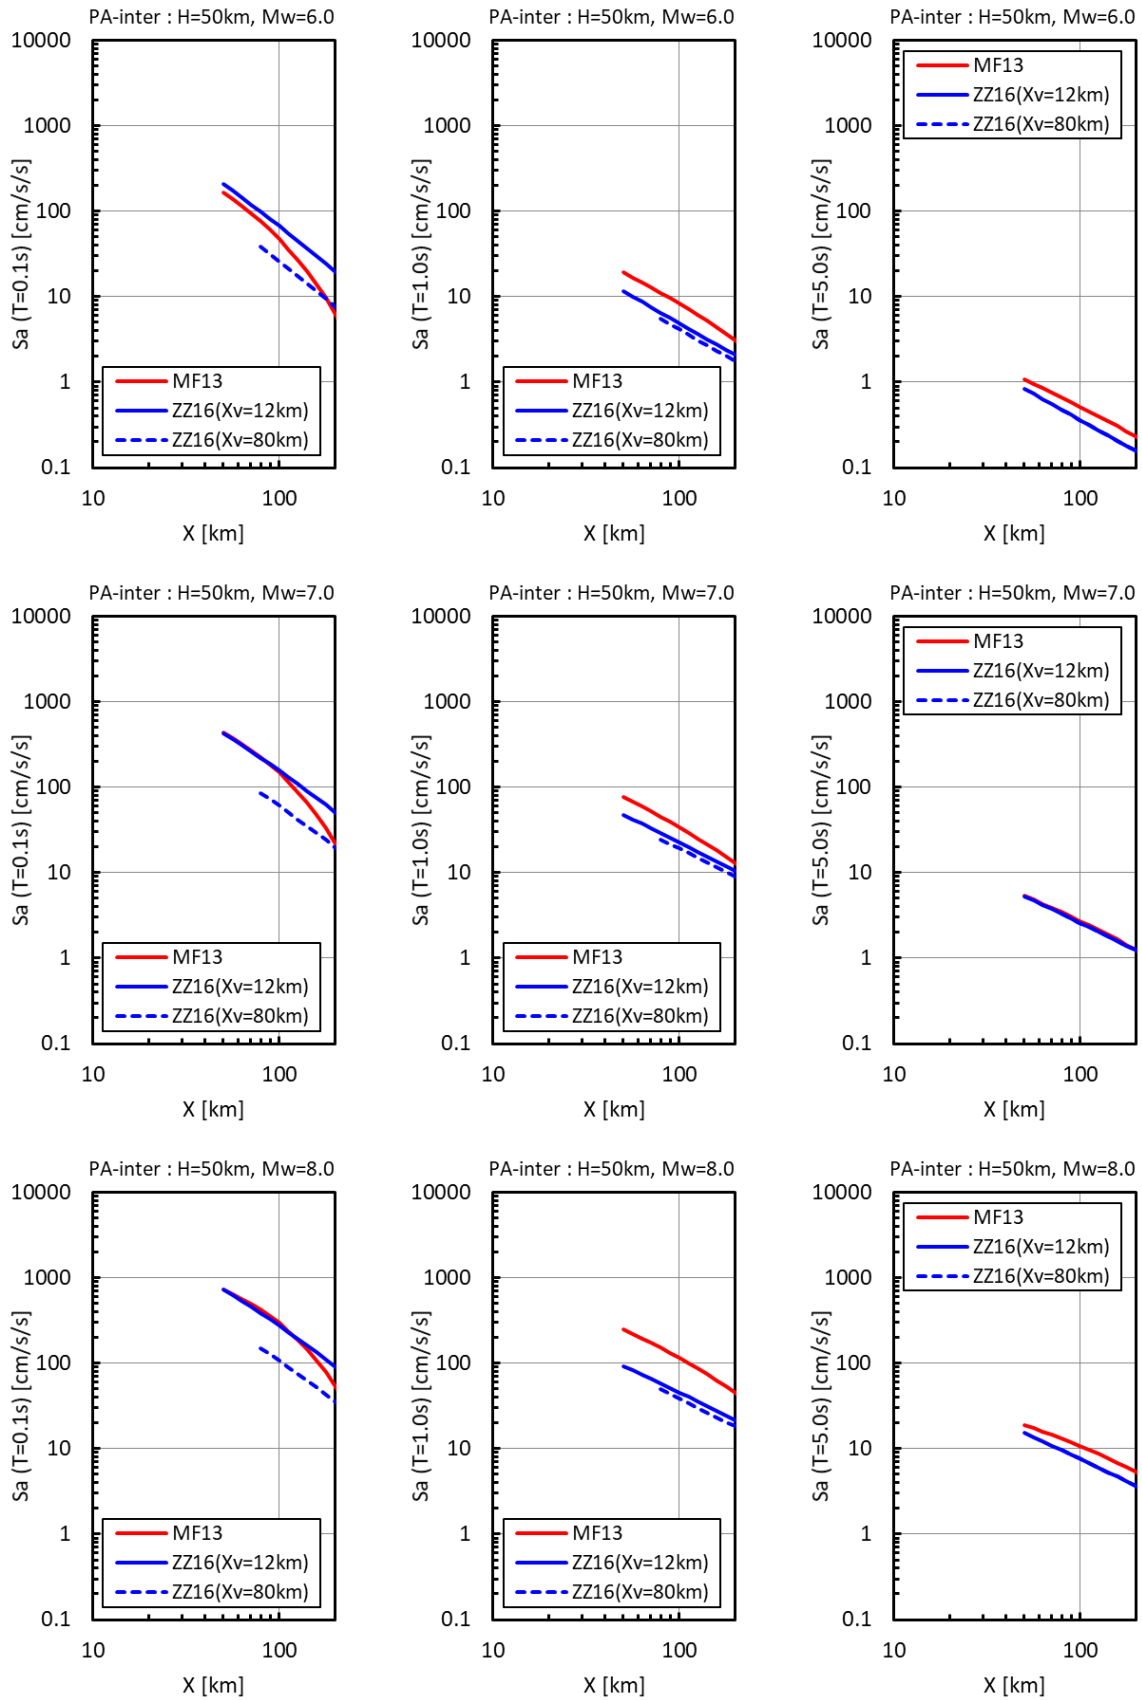 PA-inter : H=50km, Mw=6.0
10000
1000
100
10
1
0.1
Sa (T=0.1s) [cm/s/s]
MF13
ZZ16(Xv=12km)
ZZ16(Xv=80km)
10
100
X [km]
PA-inter : H=50km, Mw=6.0
10000
1000
100
10
1
0.1
Sa (T=1.0s) [cm/s/s]
MF13
ZZ16(Xv=12km)
ZZ16(Xv=80km)
10
100
X [km]
PA-inter : H=50km, Mw=6.0
10000
1000
100
10
1
0.1
Sa (T=5.0s) [cm/s/s]
MF13
ZZ16(Xv=12km)
ZZ16(Xv=80km)
10
100
X [km]
PA-inter : H=50km, Mw=7.0
10000
1000
100
10
1
0.1
Sa (T=0.1s) [cm/s/s]
MF13
ZZ16(Xv=12km)
ZZ16(Xv=80km)
10
100
X [km]
PA-inter : H=50km, Mw=7.0
10000
1000
100
10
1
0.1
Sa (T=1.0s) [cm/s/s]
MF13
ZZ16(Xv=12km)
ZZ16(Xv=80km)
10
100
X [km]
PA-inter : H=50km, Mw=7.0
10000
1000
100
10
1
0.1
Sa (T=5.0s) [cm/s/s]
MF13
ZZ16(Xv=12km)
ZZ16(Xv=80km)
10
100
X [km]
PA-inter : H=50km, Mw=8.0
10000
1000
100
10
1
0.1
Sa (T=0.1s) [cm/s/s]
MF13
ZZ16(Xv=12km)
ZZ16(Xv=80km)
10
100
X [km]
PA-inter : H=50km, Mw=8.0
10000
1000
100
10
1
0.1
Sa (T=1.0s) [cm/s/s]
MF13
ZZ16(Xv=12km)
ZZ16(Xv=80km)
10
100
X [km]
PA-inter : H=50km, Mw=8.0
10000
1000
100
10
1
0.1
Sa (T=5.0s) [cm/s/s]
MF13
ZZ16(Xv=12km)
ZZ16(Xv=80km)
10
100
X [km]